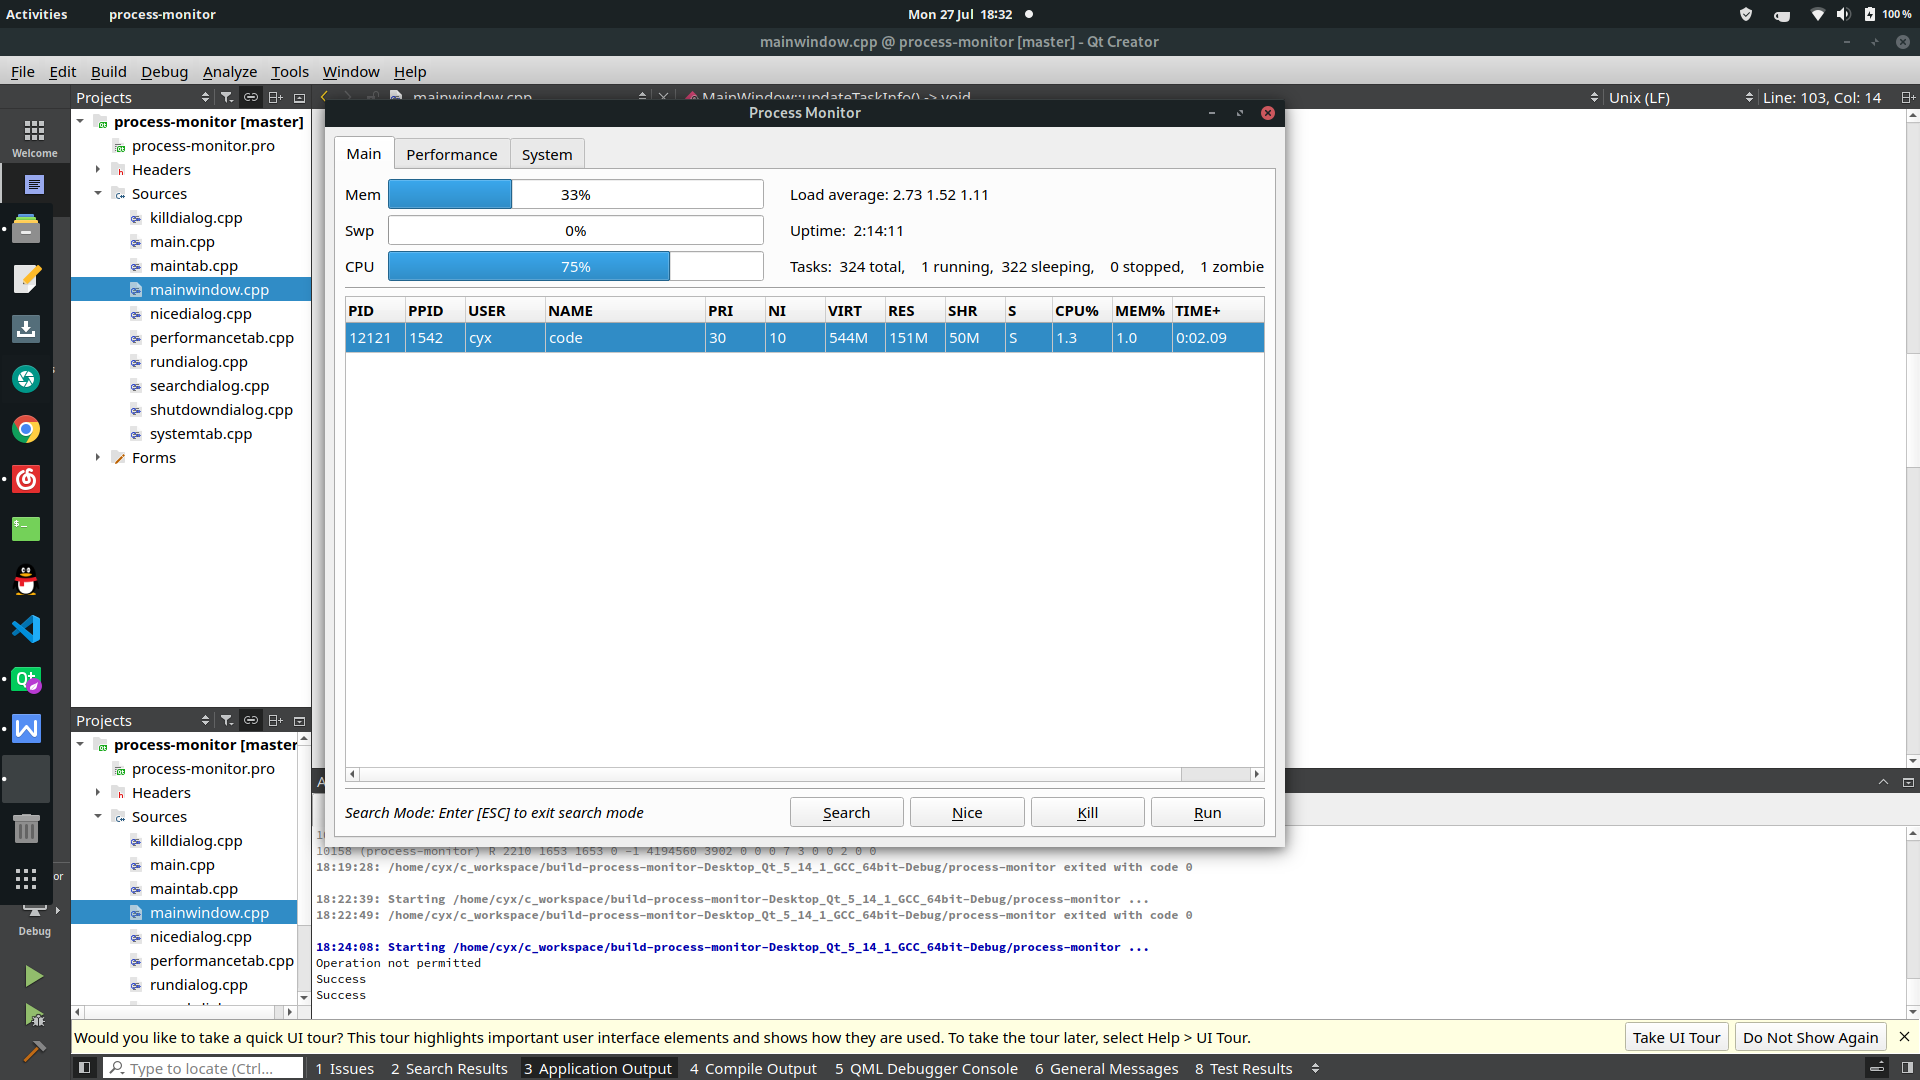 Activities process-monitor Mon 27 Jul 18:32 100 %
mainwindow.cpp @ process-monitor [master] - Qt Creator
File Edit Build Debug Analyze Tools Window Help
Projects mainwindow.cpp MainWindow::updateTaskInfo() -> void Unix (LF) Line: 103, Col: 14
Welcome
Debug
process-monitor [master]
process-monitor.pro
Headers
Sources
killdialog.cpp
main.cpp
maintab.cpp
mainwindow.cpp
nicedialog.cpp
performancetab.cpp
rundialog.cpp
searchdialog.cpp
shutdowndialog.cpp
systemtab.cpp
Forms
Projects
process-monitor [master
process-monitor.pro
Headers
Sources
killdialog.cpp
main.cpp
maintab.cpp
mainwindow.cpp
nicedialog.cpp
performancetab.cpp
rundialog.cpp
Process Monitor
Main Performance System
Mem 33% Load average: 2.73 1.52 1.11
Swp 0% Uptime: 2:14:11
CPU 75% Tasks: 324 total, 1 running, 322 sleeping, 0 stopped, 1 zombie
PID PPID USER NAME PRI NI VIRT RES SHR S CPU% MEM% TIME+
12121 1542 cyx code 30 10 544M 151M 50M S 1.3 1.0 0:02.09
Search Mode: Enter [ESC] to exit search mode Search Nice Kill Run
10158 (process-monitor) R 2210 1653 1653 0 -1 4194560 3902 0 0 0 7 3 0 0 2 0 0
18:19:28: /home/cyx/c_workspace/build-process-monitor-Desktop_Qt_5_14_1_GCC_64bit-Debug/process-monitor exited with code 0
18:22:39: Starting /home/cyx/c_workspace/build-process-monitor-Desktop_Qt_5_14_1_GCC_64bit-Debug/process-monitor ...
18:22:49: /home/cyx/c_workspace/build-process-monitor-Desktop_Qt_5_14_1_GCC_64bit-Debug/process-monitor exited with code 0
18:24:08: Starting /home/cyx/c_workspace/build-process-monitor-Desktop_Qt_5_14_1_GCC_64bit-Debug/process-monitor ...
Operation not permitted
Success
Success
Would you like to take a quick UI tour? This tour highlights important user interface elements and shows how they are used. To take the tour later, select Help > UI Tour. Take UI Tour Do Not Show Again
Type to locate (Ctrl... 1 Issues 2 Search Results 3 Application Output 4 Compile Output 5 QML Debugger Console 6 General Messages 8 Test Results